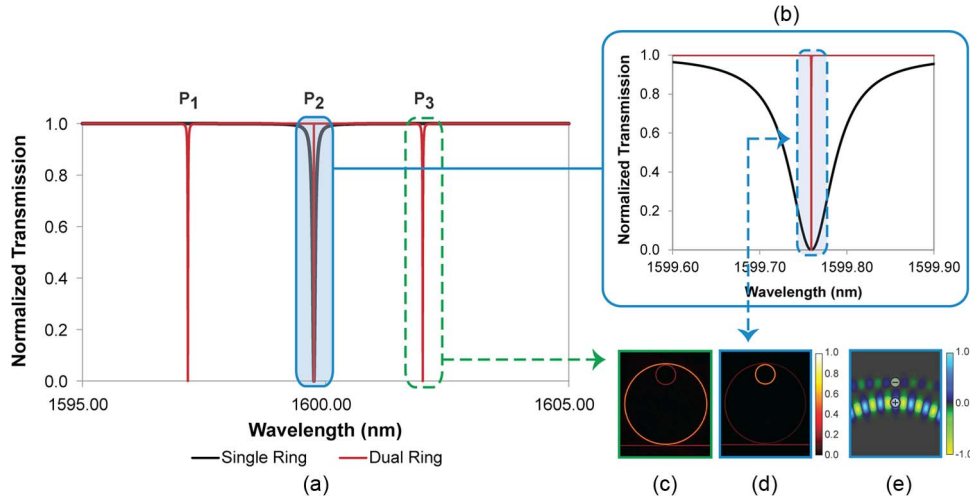 (b)
P1 P2 P3
Normalized Transmission
1.0
0.8
0.6
0.4
0.2
0.0
1595.00 1600.00 1605.00
Wavelength (nm)
Single Ring Dual Ring
(a)
Normalized Transmission
1.0
0.8
0.6
0.4
0.2
0.0
1599.60 1599.70 1599.80 1599.90
Wavelength (nm)
1.0
0.8
0.6
0.4
0.2
0.0
1.0
0.0
-1.0
−
+
(c) (d) (e)